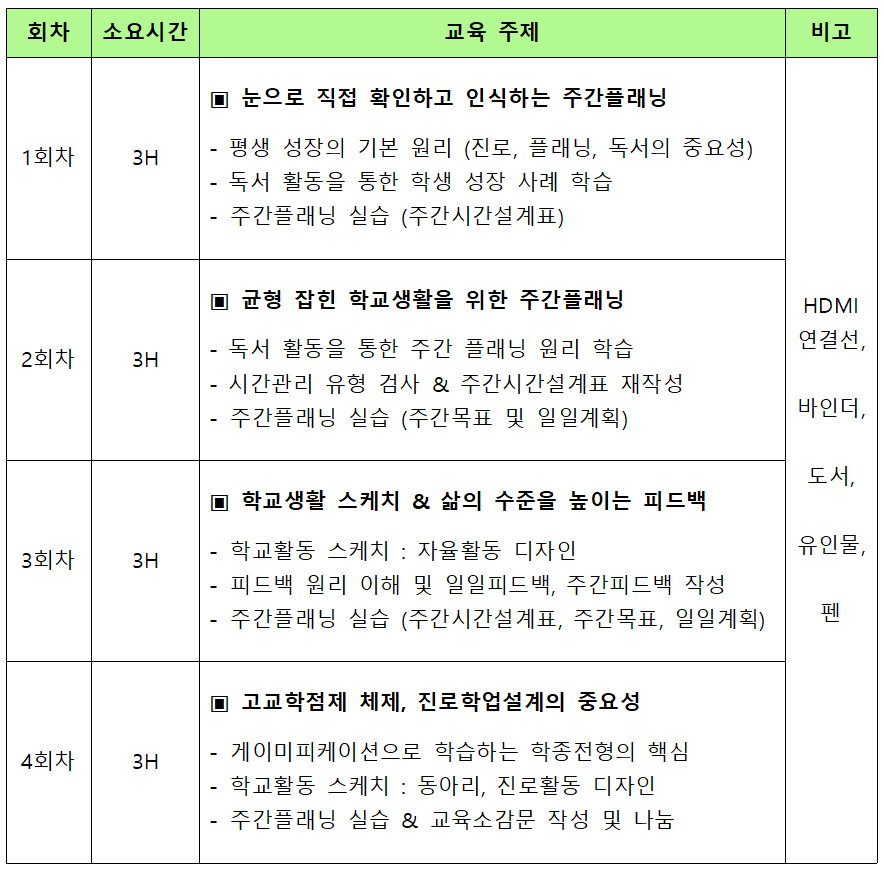 회차 소요시간 교육 주제 비고
1회차 3H
▣ 눈으로 직접 확인하고 인식하는 주간플래닝
- 평생 성장의 기본 원리 (진로, 플래닝, 독서의 중요성)
- 독서 활동을 통한 학생 성장 사례 학습
- 주간플래닝 실습 (주간시간설계표)
2회차 3H
▣ 균형 잡힌 학교생활을 위한 주간플래닝
- 독서 활동을 통한 주간 플래닝 원리 학습
- 시간관리 유형 검사 & 주간시간설계표 재작성
- 주간플래닝 실습 (주간목표 및 일일계획)
3회차 3H
▣ 학교생활 스케치 & 삶의 수준을 높이는 피드백
- 학교활동 스케치 : 자율활동 디자인
- 피드백 원리 이해 및 일일피드백, 주간피드백 작성
- 주간플래닝 실습 (주간시간설계표, 주간목표, 일일계획)
4회차 3H
▣ 고교학점제 체제, 진로학업설계의 중요성
- 게이미피케이션으로 학습하는 학종전형의 핵심
- 학교활동 스케치 : 동아리, 진로활동 디자인
- 주간플래닝 실습 & 교육소감문 작성 및 나눔
HDMI
연결선,
바인더,
도서,
유인물,
펜